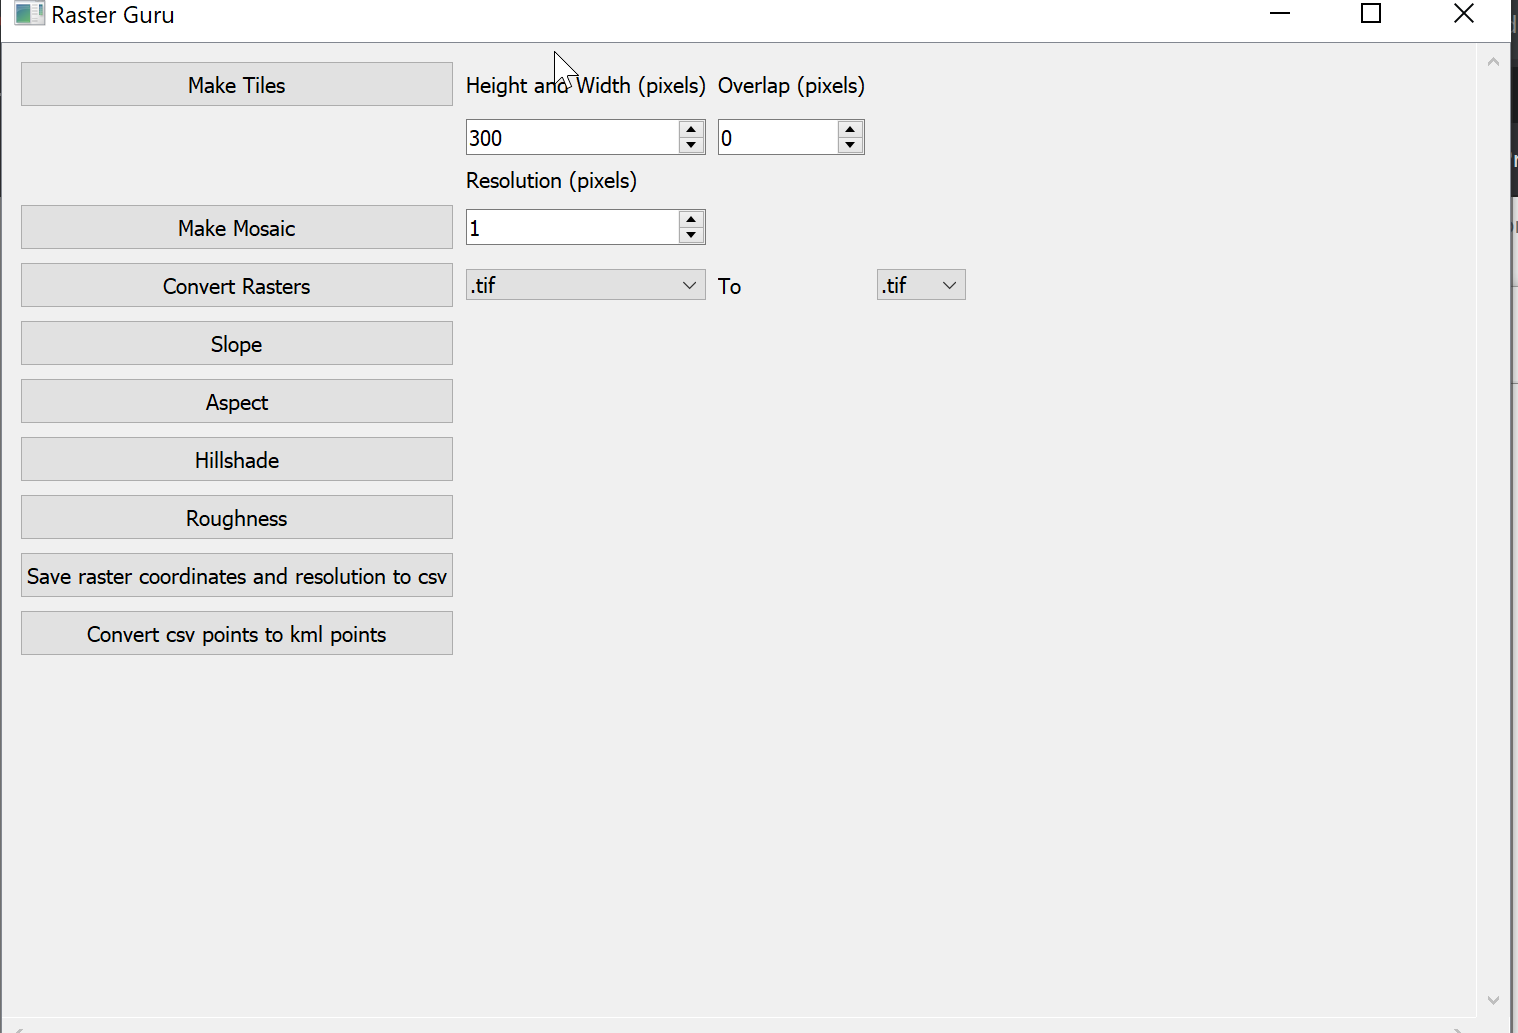 Raster Guru
Make Tiles
Height and Width (pixels)
Overlap (pixels)
300
0
Resolution (pixels)
Make Mosaic
1
Convert Rasters
.tif
To
.tif
Slope
Aspect
Hillshade
Roughness
Save raster coordinates and resolution to csv
Convert csv points to kml points